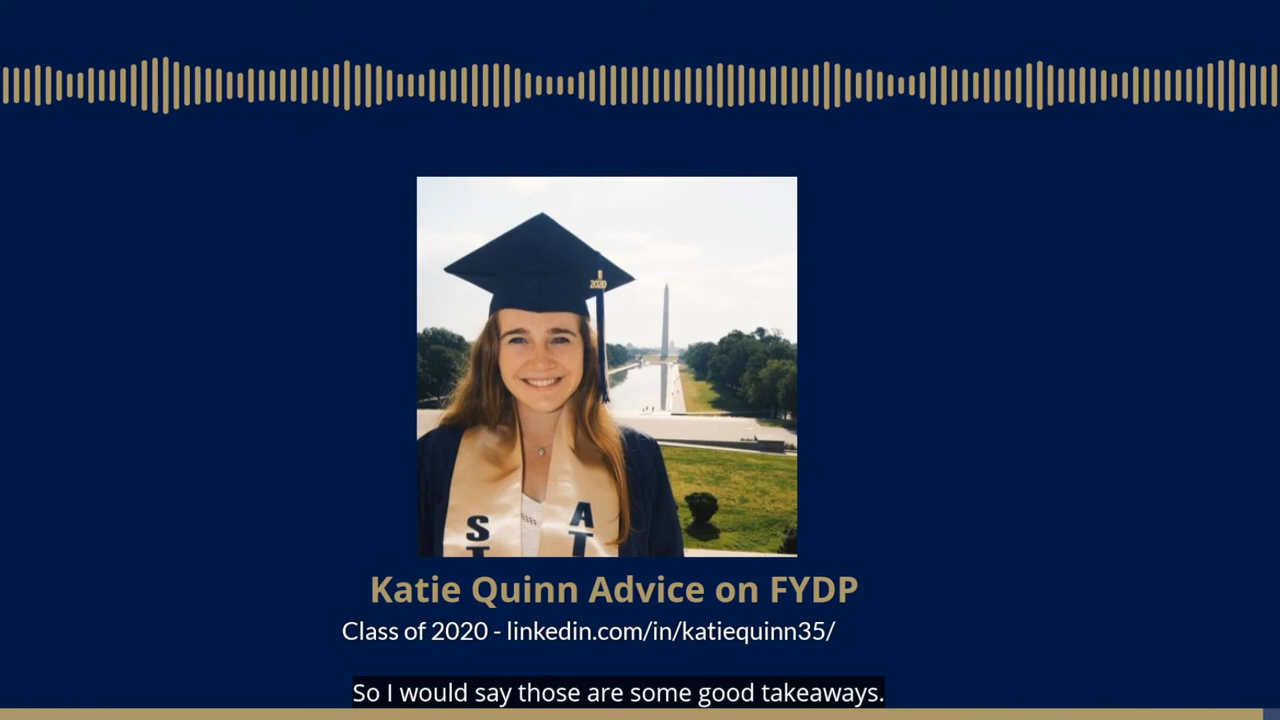 2020
S A
Katie Quinn Advice on FYDP
Class of 2020 - linkedin.com/in/katiequinn35/
So I would say those are some good takeaways.